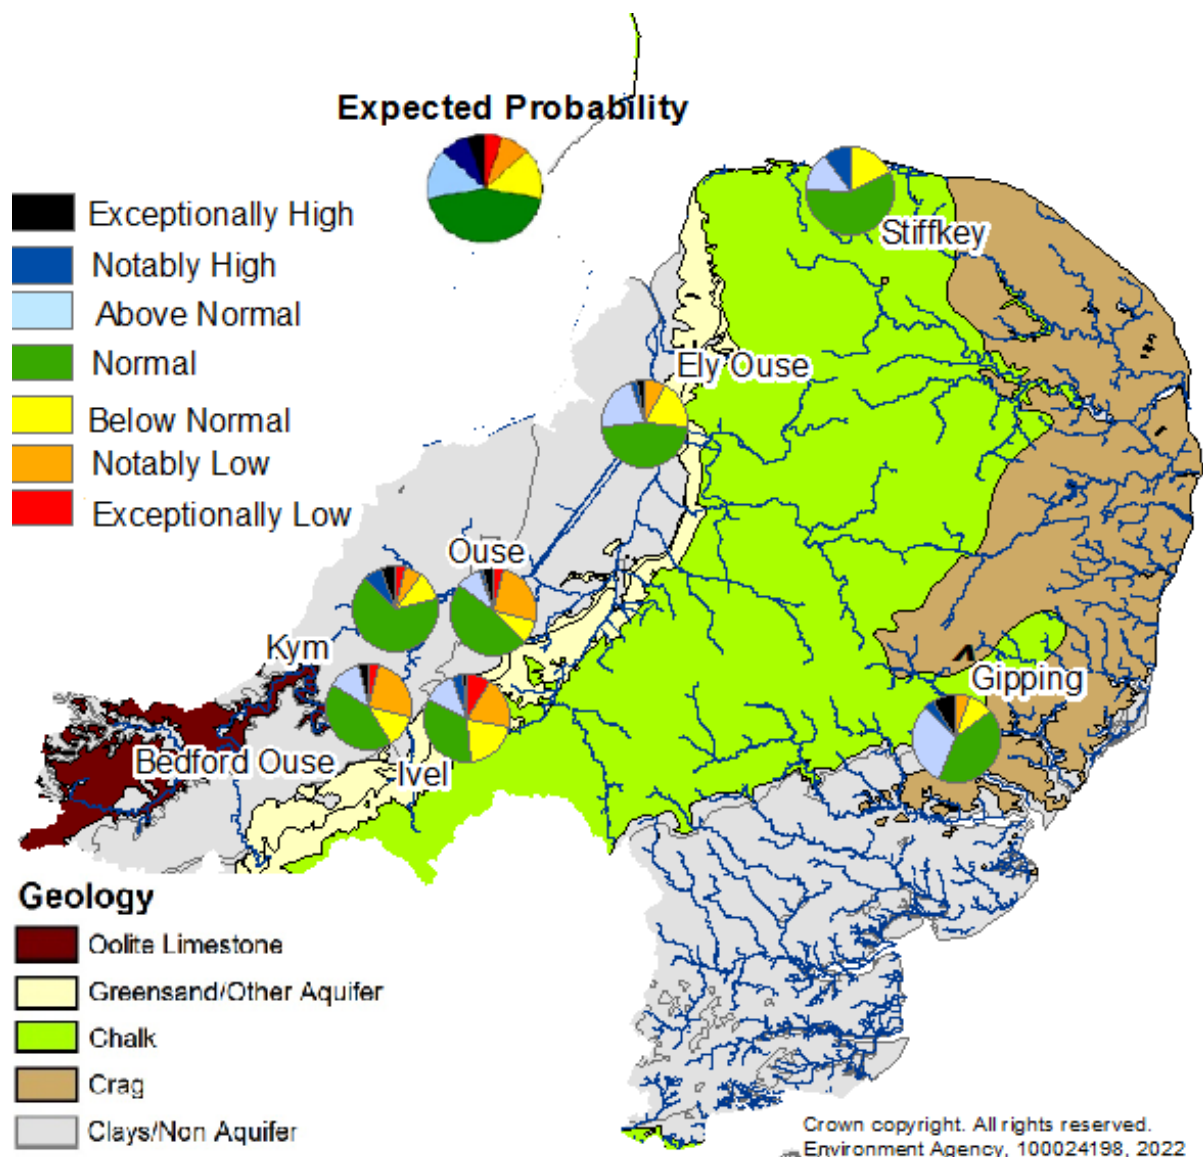 Expected Probability
Exceptionally High
Notably High
Above Normal
Normal
Below Normal
Notably Low
Exceptionally Low
Stiffkey
Ely Ouse
Ouse
Kym
Bedford Ouse
Ivel
Gipping
Geology
Oolite Limestone
Greensand/Other Aquifer
Chalk
Crag
Clays/Non Aquifer
Crown copyright. All rights reserved.
Environment Agency, 100024198, 2022